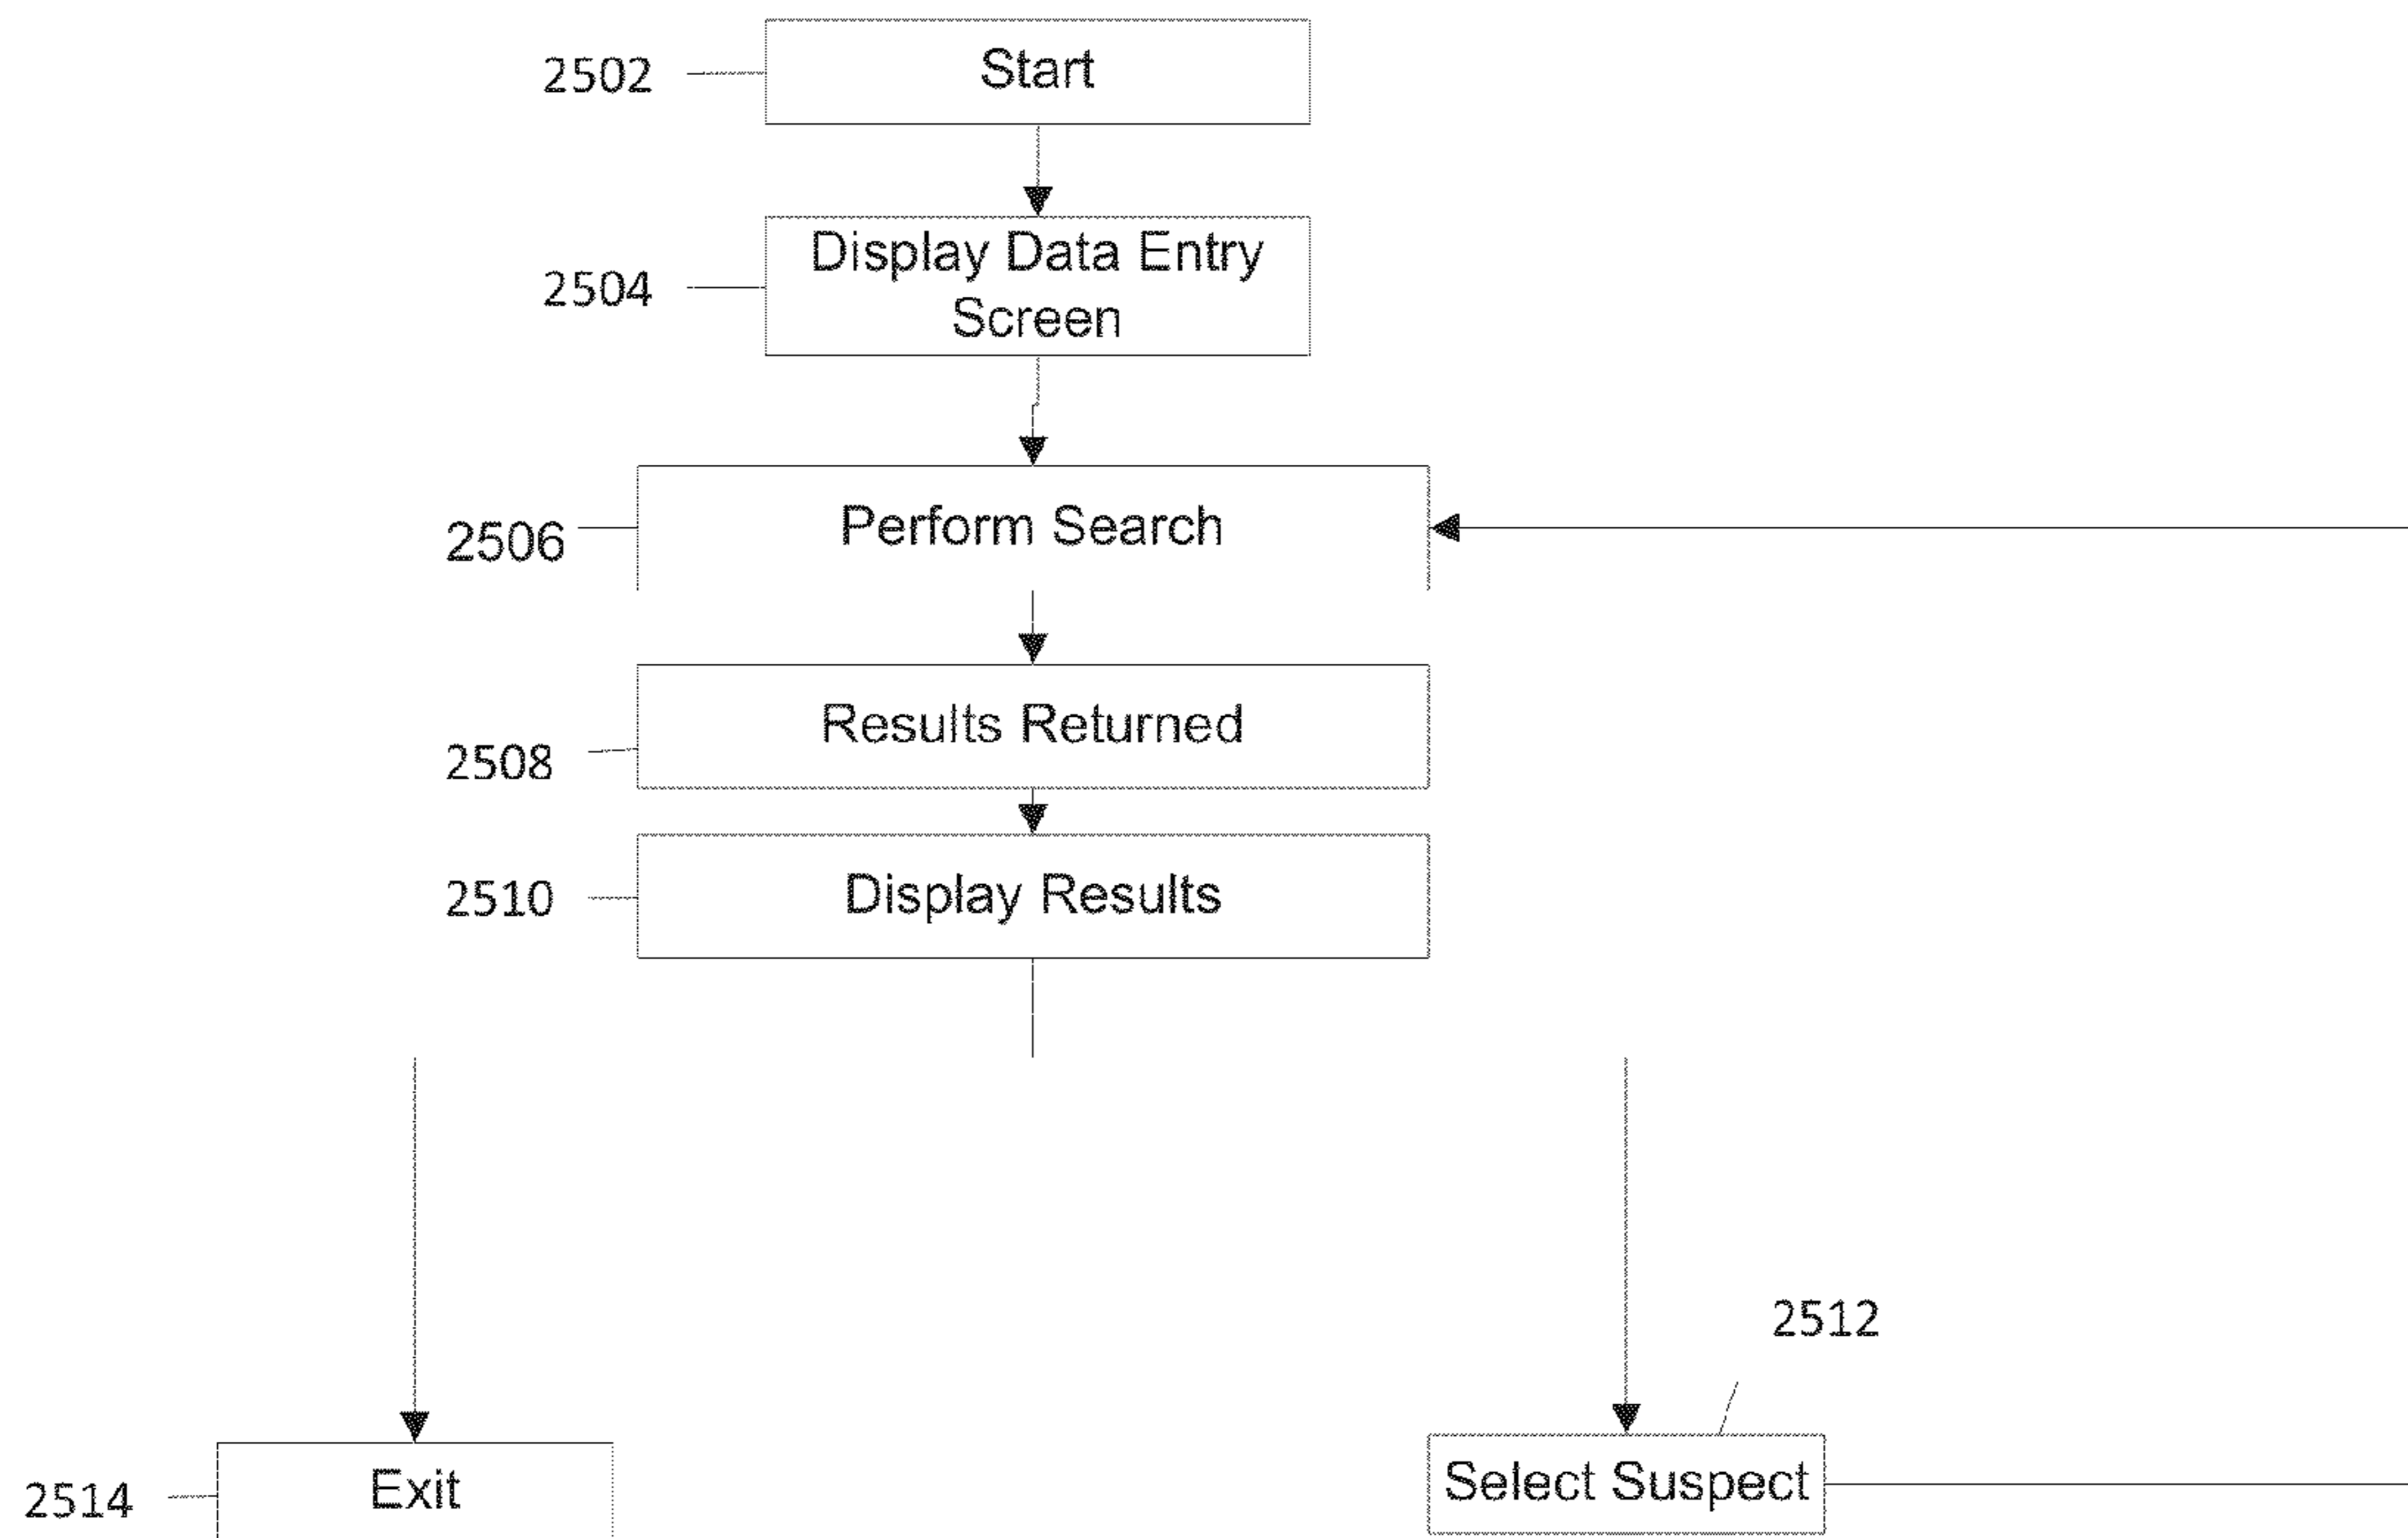 2502
Start
2504
Display Data Entry
Screen
2506
Perform Search
2508
Results Returned
2510
Display Results
2512
2514
Exit
Select Suspect